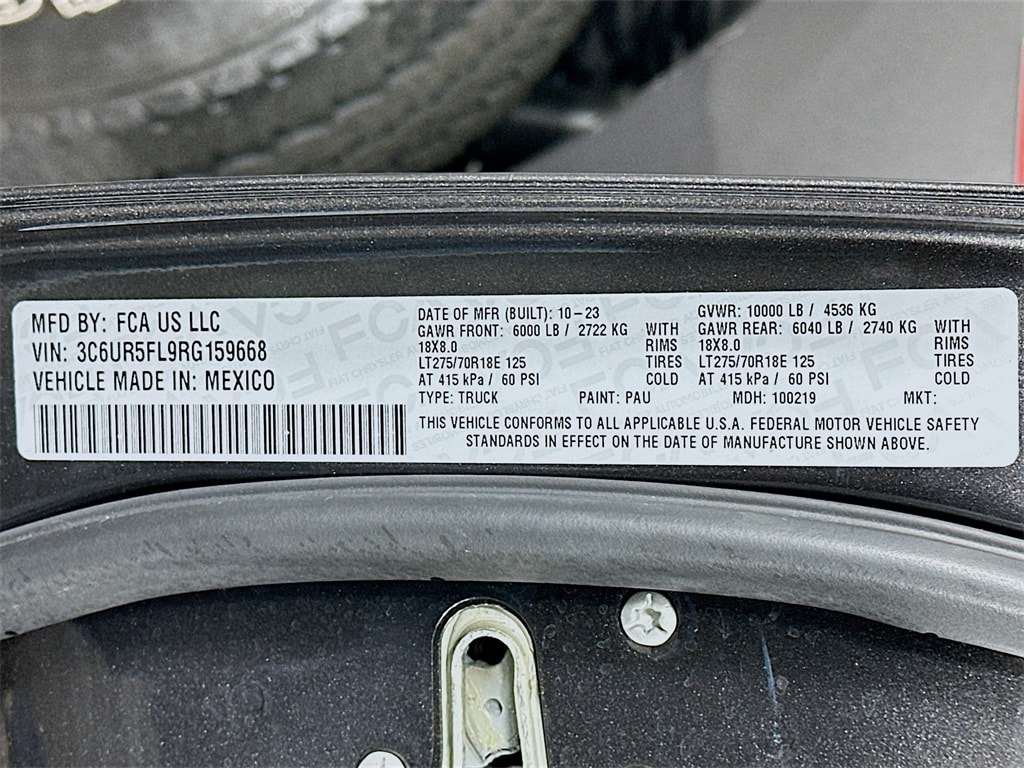 MFD BY: FCA US LLC
VIN: 3C6UR5FL9RG159668
VEHICLE MADE IN: MEXICO
DATE OF MFR (BUILT): 10-23 GVWR: 10000 LB / 4536 KG
GAWR FRONT: 6000 LB / 2722 KG WITH GAWR REAR: 6040 LB / 2740 KG WITH
18X8.0 RIMS 18X8.0 RIMS
LT275/70R18E 125 TIRES LT275/70R18E 125 TIRES
AT 415 kPa / 60 PSI COLD AT 415 kPa / 60 PSI COLD
TYPE: TRUCK PAINT: PAU MDH: 100219 MKT:
THIS VEHICLE CONFORMS TO ALL APPLICABLE U.S.A. FEDERAL MOTOR VEHICLE SAFETY
STANDARDS IN EFFECT ON THE DATE OF MANUFACTURE SHOWN ABOVE.